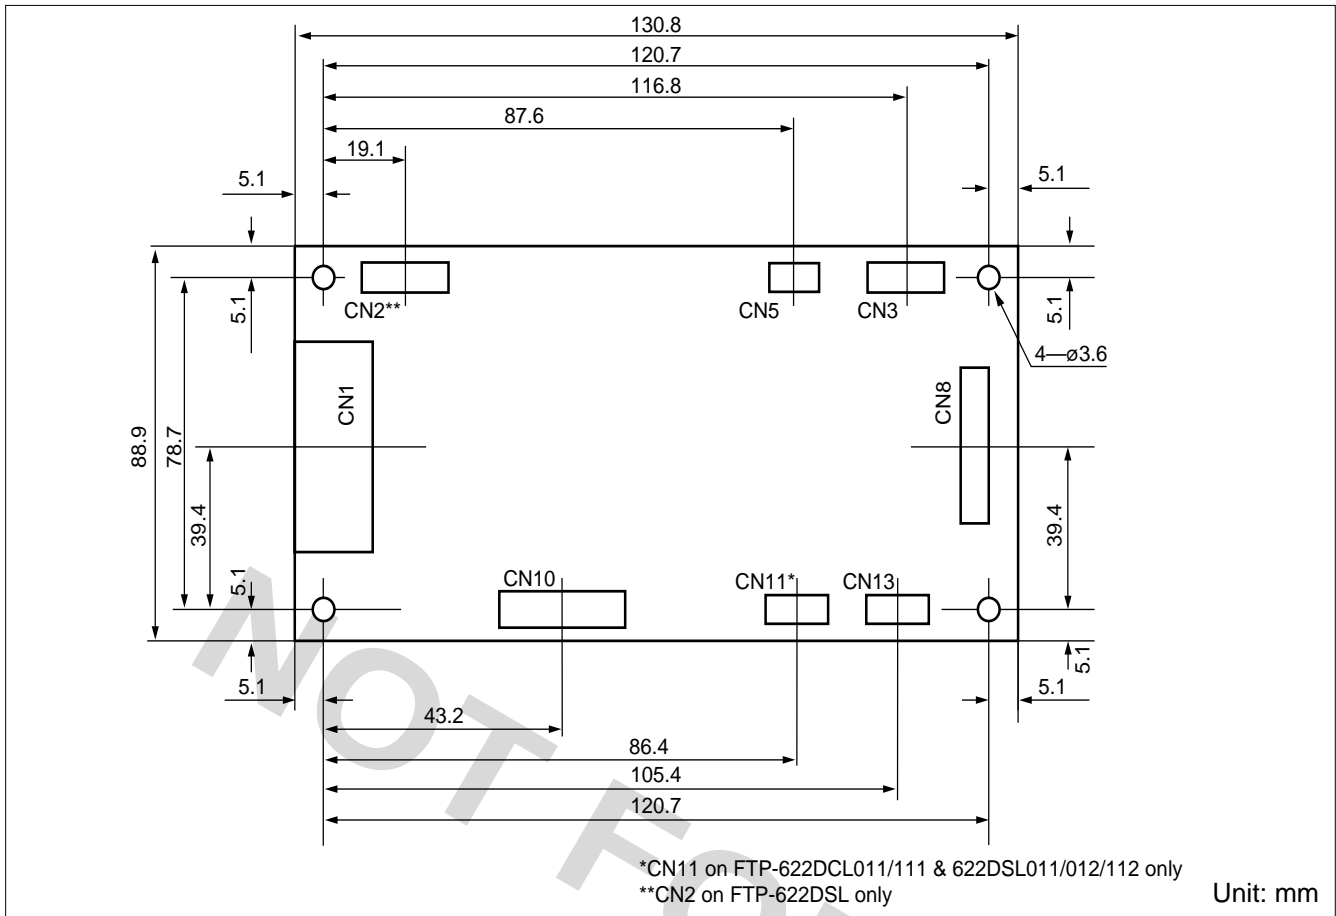 130.8
120.7
116.8
87.6
19.1
5.1
5.1
5.1
5.1
CN2**
CN5
CN3
4—ø3.6
CN1
CN8
88.9
78.7
39.4
39.4
5.1
CN10
CN11*
CN13
5.1
5.1
5.1
43.2
86.4
105.4
120.7
*CN11 on FTP-622DCL011/111 & 622DSL011/012/112 only
**CN2 on FTP-622DSL only
Unit: mm
NOT